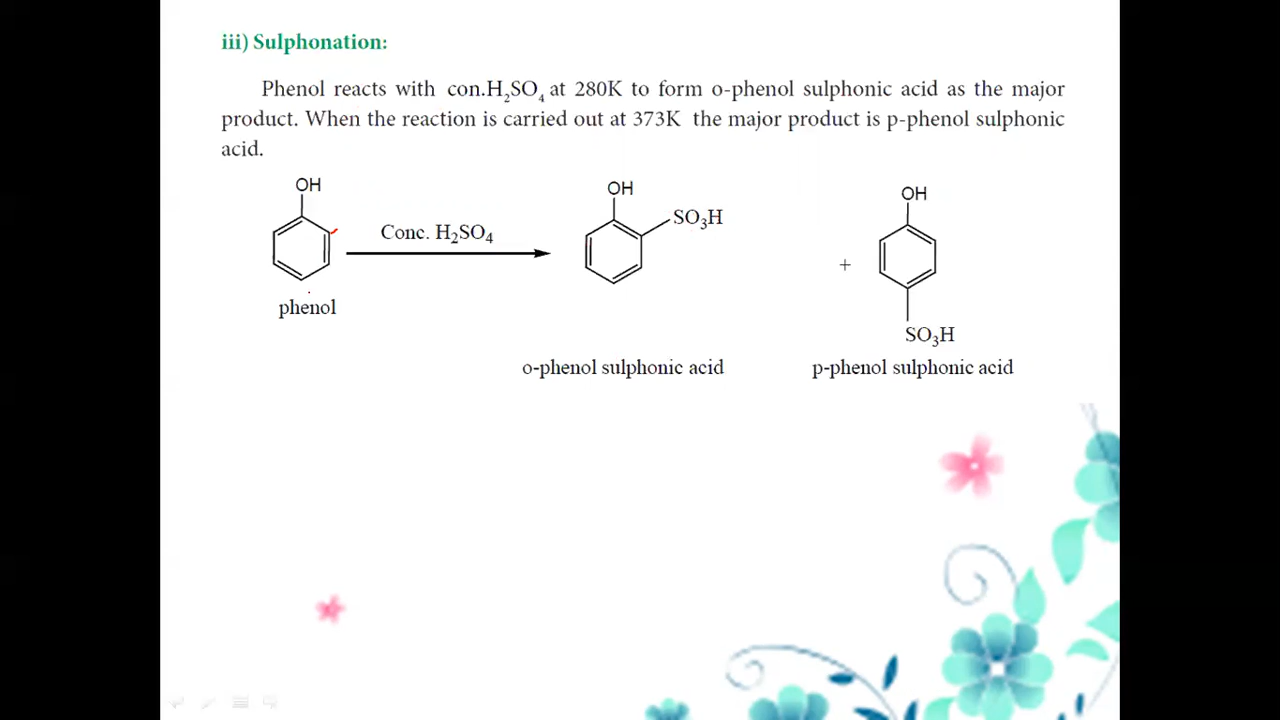 iii) Sulphonation:
Phenol reacts with con.H₂SO₄ at 280K to form o-phenol sulphonic acid as the major
product. When the reaction is carried out at 373K the major product is p-phenol sulphonic
acid.
OH
Conc. H₂SO₄
phenol
OH
SO₃H
+
OH
SO₃H
o-phenol sulphonic acid
p-phenol sulphonic acid